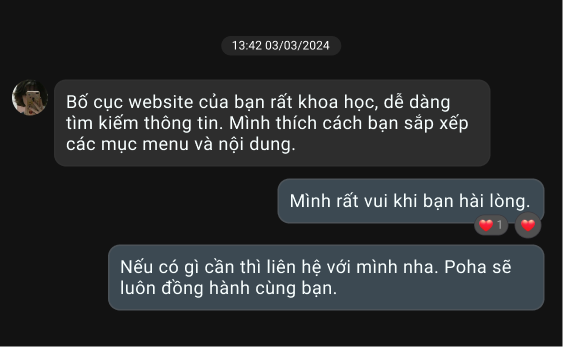 13:42 03/03/2024
Bố cục website của bạn rất khoa học, dễ dàng
tìm kiếm thông tin. Mình thích cách bạn sắp xếp
các mục menu và nội dung.
Mình rất vui khi bạn hài lòng.
1
Nếu có gì cần thì liên hệ với mình nha. Poha sẽ
luôn đồng hành cùng bạn.